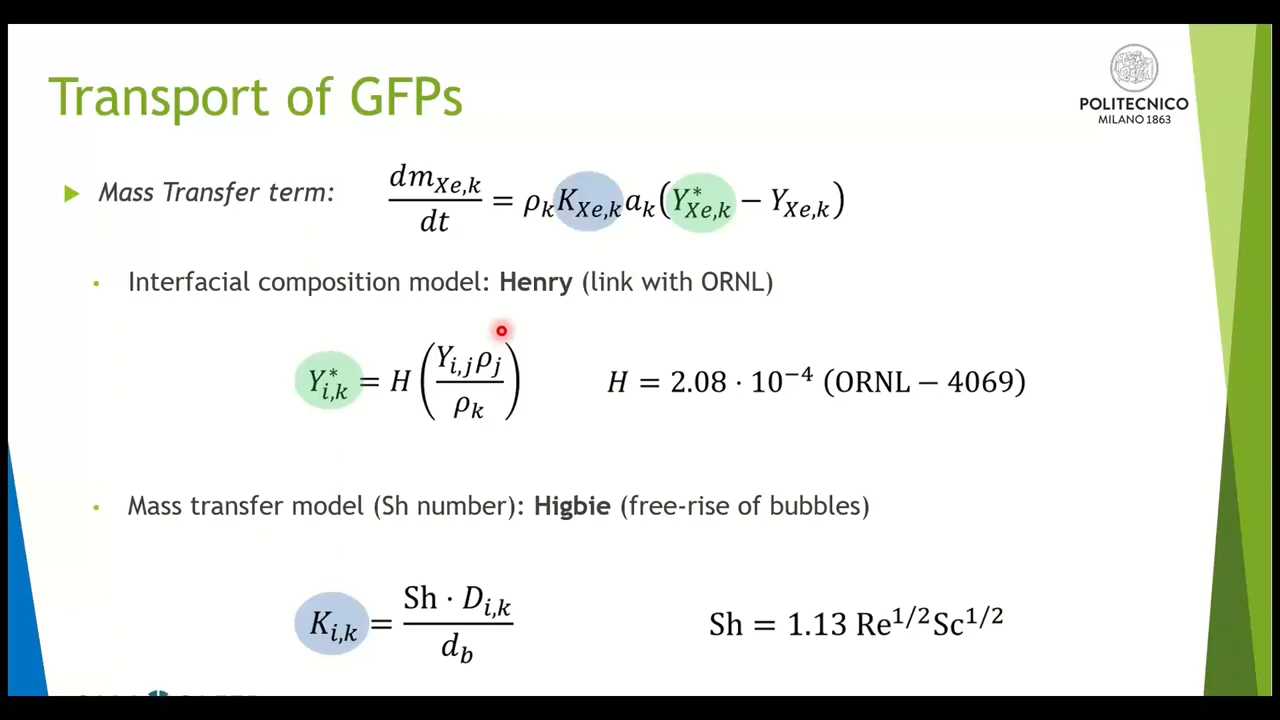 Transport of GFPs
POLITECNICO
MILANO 1863
Mass Transfer term: dm_{Xe,k}/dt = ρ_k K_{Xe,k} a_k (Y^*_{Xe,k} − Y_{Xe,k})
Interfacial composition model: Henry (link with ORNL)
Y^*_{i,k} = H (Y_{i,j} ρ_j / ρ_k) H = 2.08 · 10^{−4} (ORNL − 4069)
Mass transfer model (Sh number): Higbie (free-rise of bubbles)
K_{i,k} = Sh · D_{i,k} / d_b Sh = 1.13 Re^{1/2} Sc^{1/2}